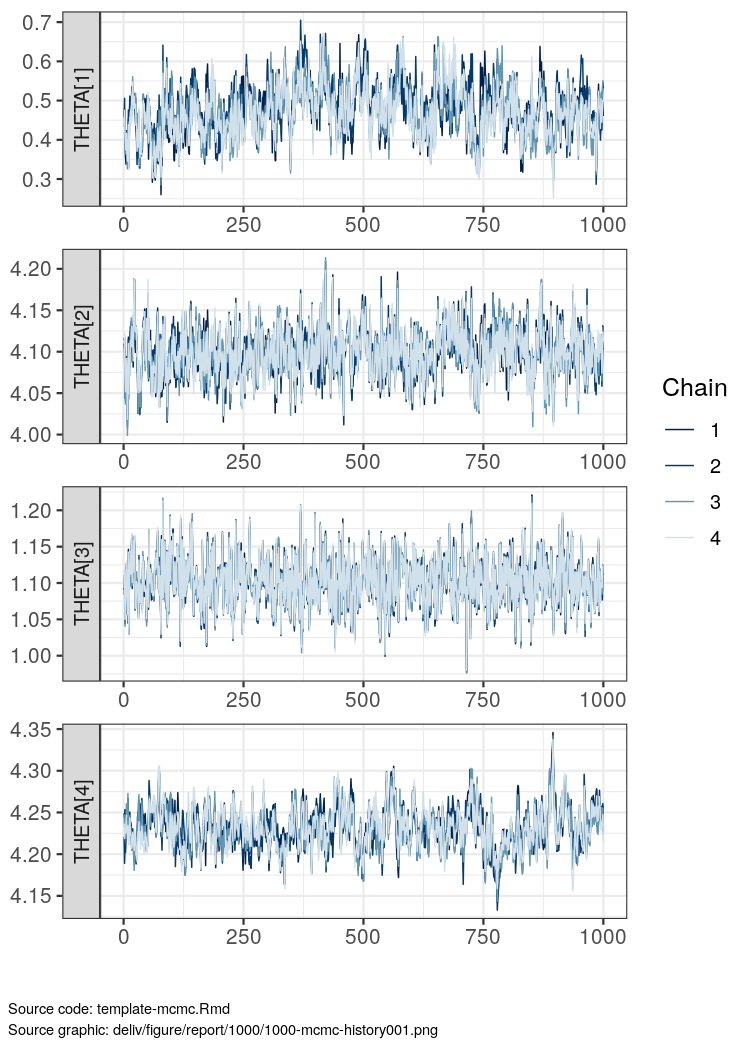 0.7
0.6
0.5
0.4
0.3
THETA[1]
0 250 500 750 1000
4.20
4.15
4.10
4.05
4.00
THETA[2]
0 250 500 750 1000
1.20
1.15
1.10
1.05
1.00
THETA[3]
0 250 500 750 1000
4.35
4.30
4.25
4.20
4.15
THETA[4]
0 250 500 750 1000
Chain
1
2
3
4
Source code: template-mcmc.Rmd
Source graphic: deliv/figure/report/1000/1000-mcmc-history001.png